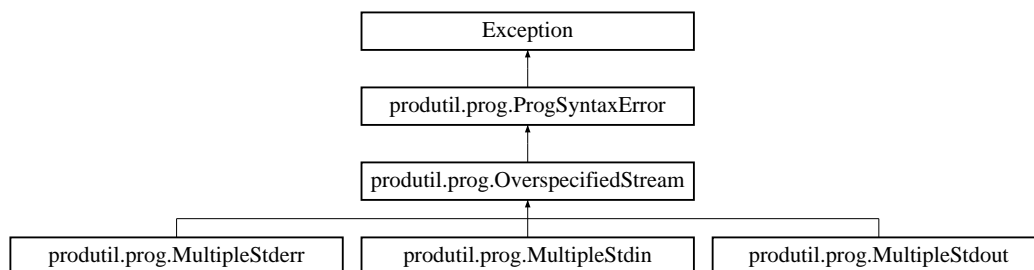 Exception
produtil.prog.ProgSyntaxError
produtil.prog.OverspecifiedStream
produtil.prog.MultipleStderr
produtil.prog.MultipleStdin
produtil.prog.MultipleStdout